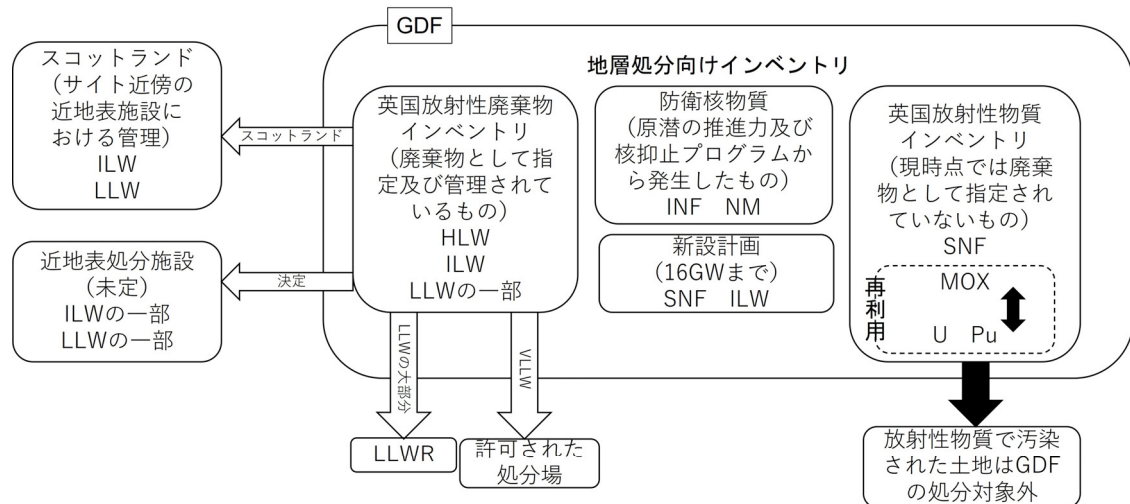 GDF
地層処分向けインベントリ
スコットランド
（サイト近傍の
近地表施設に
おける管理）
ILW
LLW
スコットランド
英国放射性廃棄物
インベントリ
（廃棄物として指
定及び管理されて
いるもの）
HLW
ILW
LLWの一部
防衛核物質
（原潜の推進力及び
核抑止プログラムか
ら発生したもの）
INF NM
英国放射性物質
インベントリ
（現時点では廃棄
物として指定され
ていないもの）
SNF
再利用
MOX
U Pu
近地表処分施設
（未定）
ILWの一部
LLWの一部
決定
新設計画
（16GWまで）
SNF ILW
LLWの大部分
VLLW
LLWR
許可された
処分場
放射性物質で汚染
された土地はGDF
の処分対象外